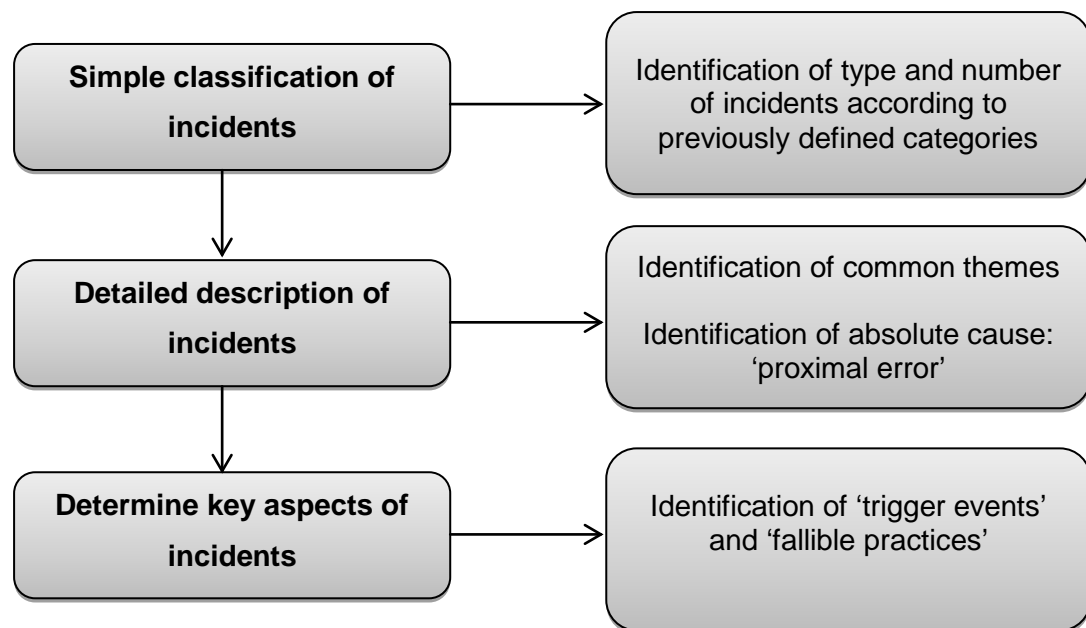 Simple classification of
incidents
Identification of type and number
of incidents according to
previously defined categories
Detailed description of
incidents
Identification of common themes
Identification of absolute cause:
‘proximal error’
Determine key aspects of
incidents
Identification of ‘trigger events’
and ‘fallible practices’